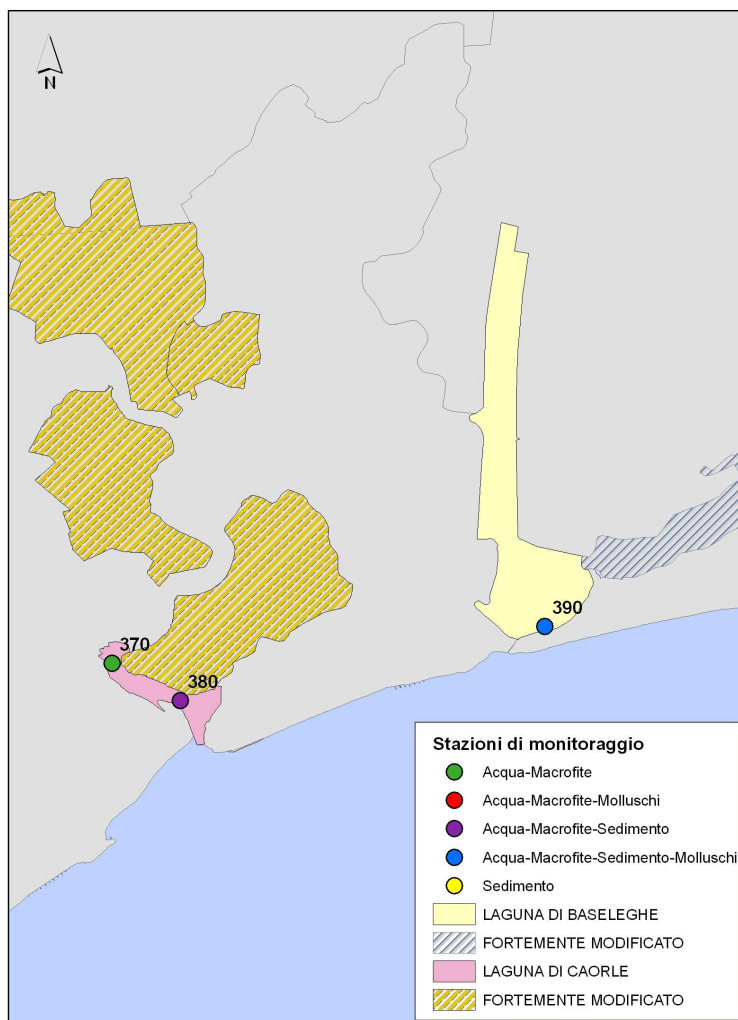 N
370
380
390
Stazioni di monitoraggio
Acqua-Macrofite
Acqua-Macrofite-Molluschi
Acqua-Macrofite-Sedimento
Acqua-Macrofite-Sedimento-Molluschi
Sedimento
LAGUNA DI BASELEGHE
FORTEMENTE MODIFICATO
LAGUNA DI CAORLE
FORTEMENTE MODIFICATO